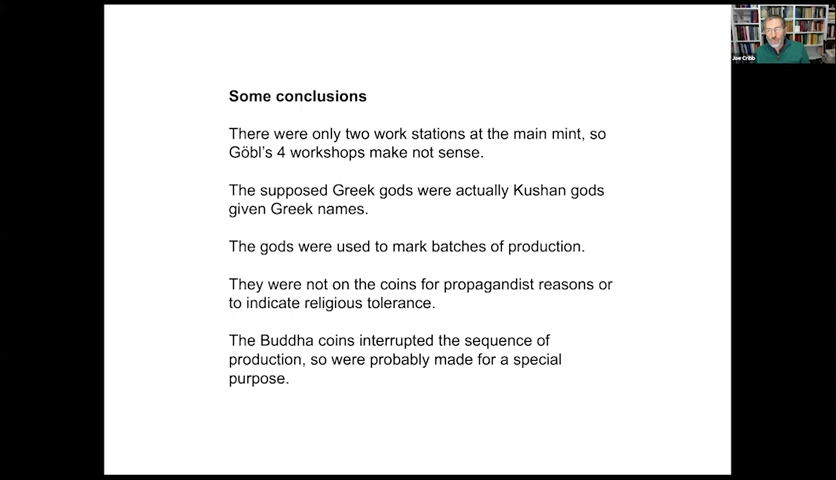 Some conclusions
There were only two work stations at the main mint, so
Göbl's 4 workshops make not sense.
The supposed Greek gods were actually Kushan gods
given Greek names.
The gods were used to mark batches of production.
They were not on the coins for propagandist reasons or
to indicate religious tolerance.
The Buddha coins interrupted the sequence of
production, so were probably made for a special
purpose.
Joe Cribb